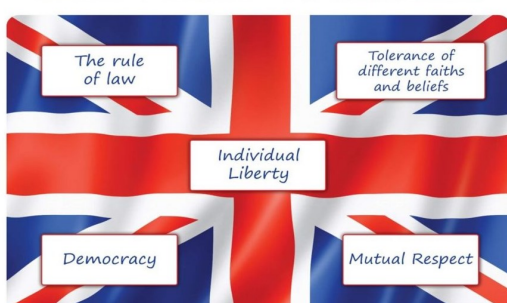 The rule
of law
Tolerance of
different faiths
and beliefs
Individual
Liberty
Democracy
Mutual Respect